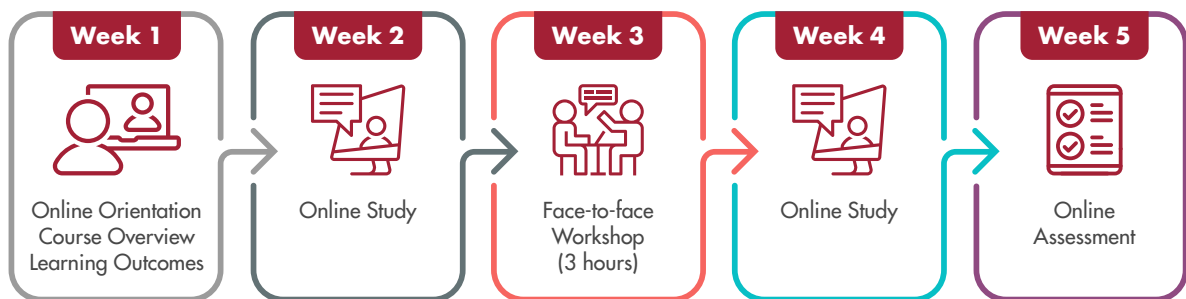 Week 1
Online Orientation
Course Overview
Learning Outcomes
Week 2
Online Study
Week 3
Face-to-face
Workshop
(3 hours)
Week 4
Online Study
Week 5
Online
Assessment